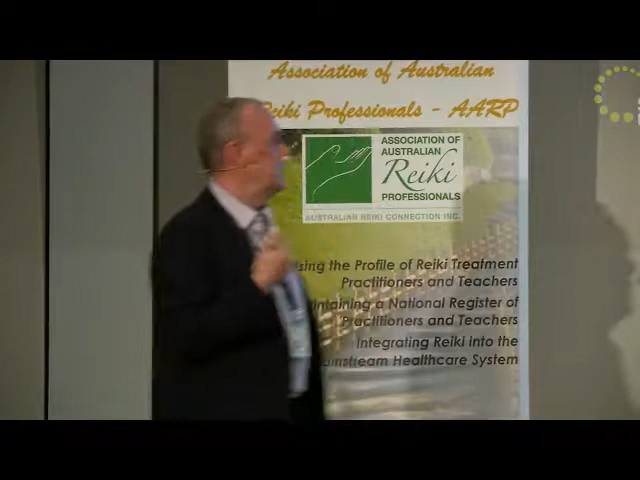 Association of Australian
Reiki Professionals - AARP
ASSOCIATION OF
AUSTRALIAN
Reiki
PROFESSIONALS
AUSTRALIAN REIKI CONNECTION INC.
the Profile of Reiki Treatment
Practitioners and Teachers
a National Register of
Practitioners and Teachers
Integrating Reiki into the
Healthcare System